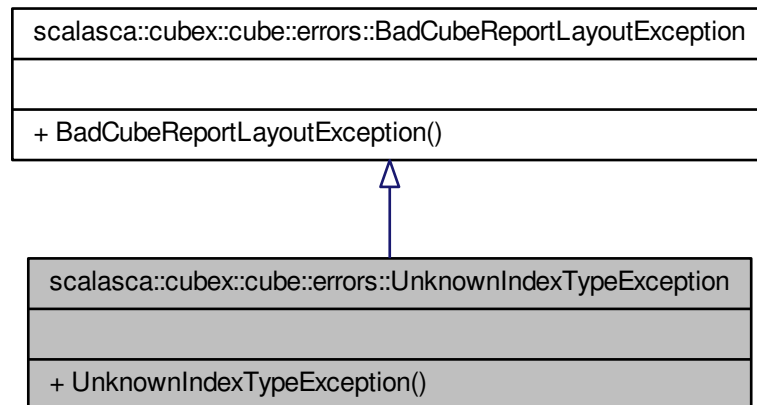 scalasca::cubex::cube::errors::BadCubeReportLayoutException
+ BadCubeReportLayoutException()
scalasca::cubex::cube::errors::UnknownIndexTypeException
+ UnknownIndexTypeException()